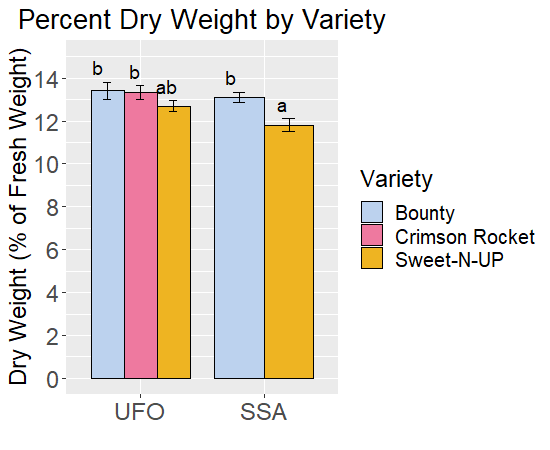 Percent Dry Weight by Variety
Dry Weight (% of Fresh Weight)
14
12
10
8
6
4
2
0
b
b
ab
b
a
UFO
SSA
Variety
Bounty
Crimson Rocket
Sweet-N-UP